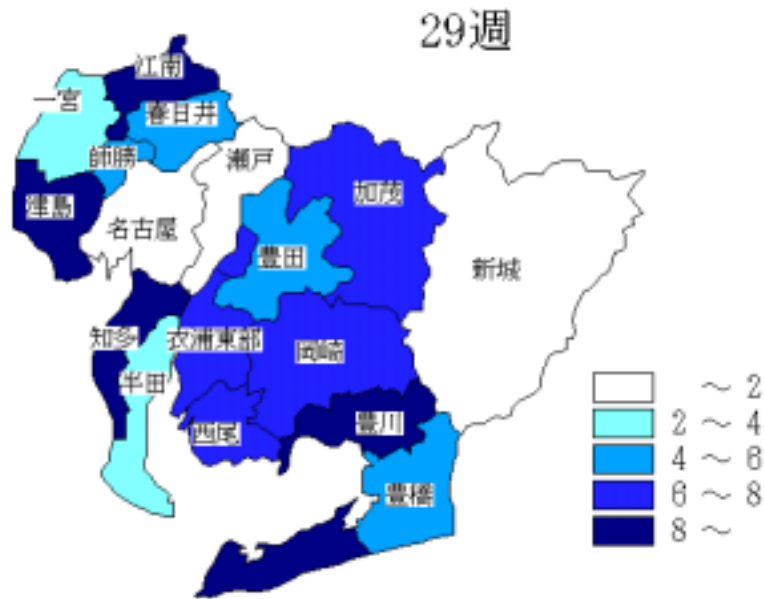 29週
江南
一宮
春日井
師勝
瀬戸
加茂
津島
名古屋
豊田
新城
知多
衣浦東部
岡崎
半田
西尾
豊川
豊橋
～ 2
2 ～ 4
4 ～ 6
6 ～ 8
8 ～